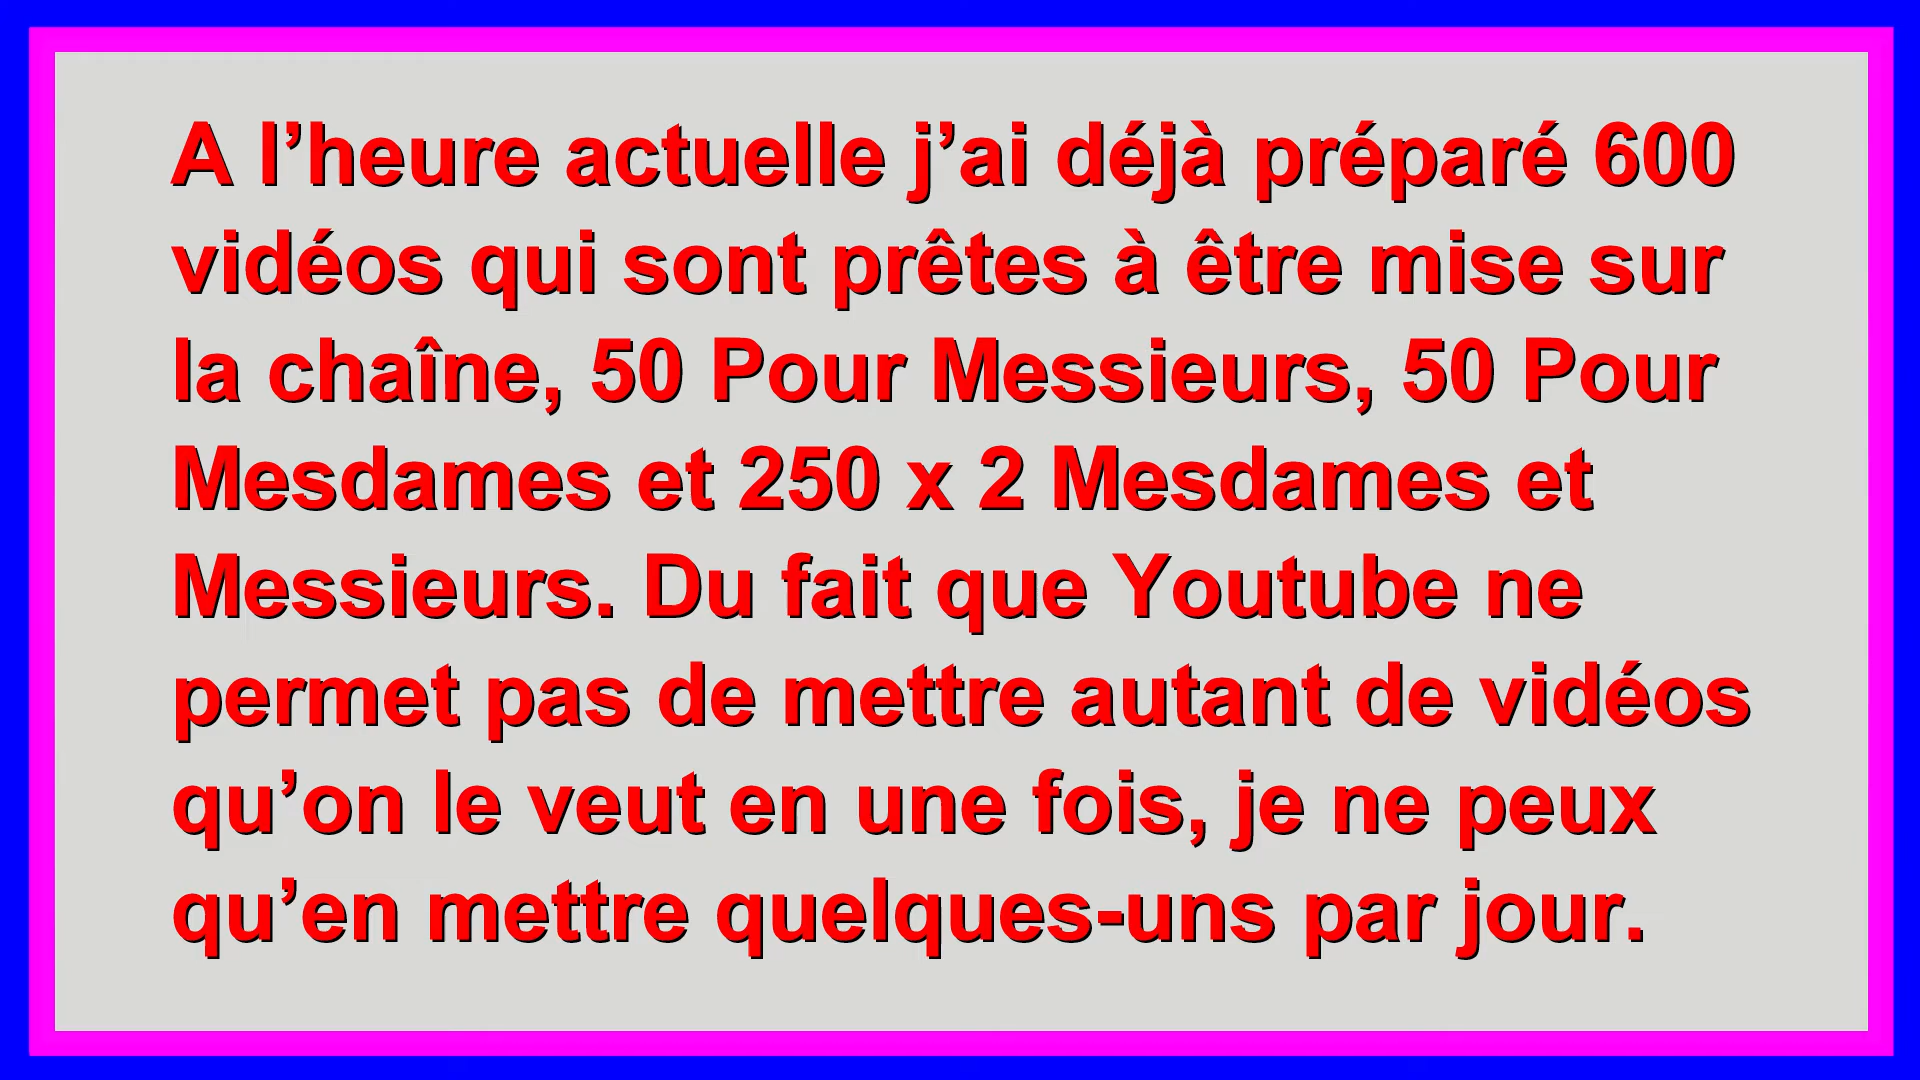 A l’heure actuelle j’ai déjà préparé 600
vidéos qui sont prêtes à être mise sur
la chaîne, 50 Pour Messieurs, 50 Pour
Mesdames et 250 x 2 Mesdames et
Messieurs. Du fait que Youtube ne
permet pas de mettre autant de vidéos
qu’on le veut en une fois, je ne peux
qu’en mettre quelques-uns par jour.